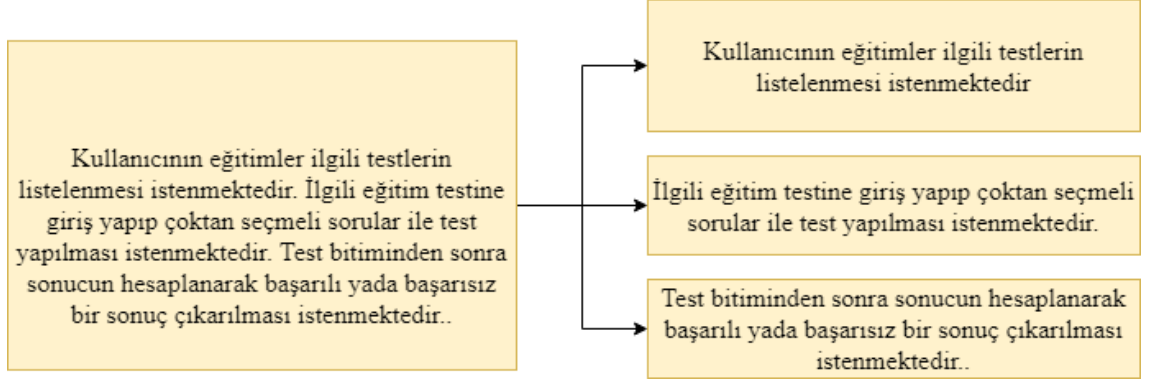 Kullanıcının eğitimler ilgili testlerin
listelenmesi istenmektedir. İlgili eğitim testine
giriş yapıp çoktan seçmeli sorular ile test
yapılması istenmektedir. Test bitiminden sonra
sonucun hesaplanarak başarılı yada başarısız
bir sonuç çıkarılması istenmektedir..
Kullanıcının eğitimler ilgili testlerin
listelenmesi istenmektedir
İlgili eğitim testine giriş yapıp çoktan seçmeli
sorular ile test yapılması istenmektedir.
Test bitiminden sonra sonucun hesaplanarak
başarılı yada başarısız bir sonuç çıkarılması
istenmektedir..